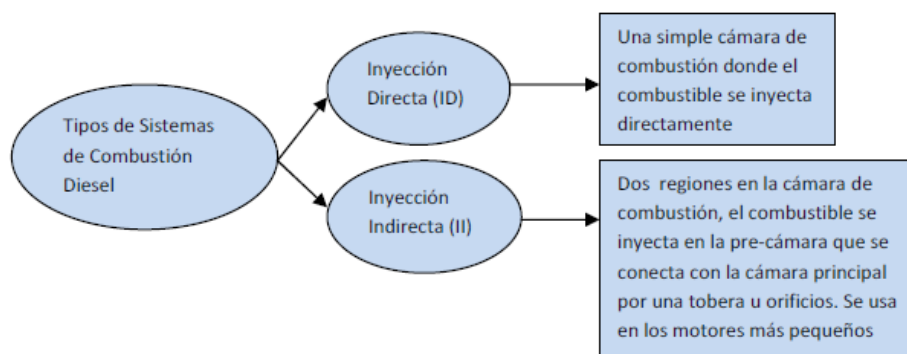 Tipos de Sistemas
de Combustión
Diesel
Inyección
Directa (ID)
Una simple cámara de
combustión donde el
combustible se inyecta
directamente
Inyección
Indirecta (II)
Dos regiones en la cámara de
combustión, el combustible se
inyecta en la pre-cámara que se
conecta con la cámara principal
por una tobera u orificios. Se usa
en los motores más pequeños